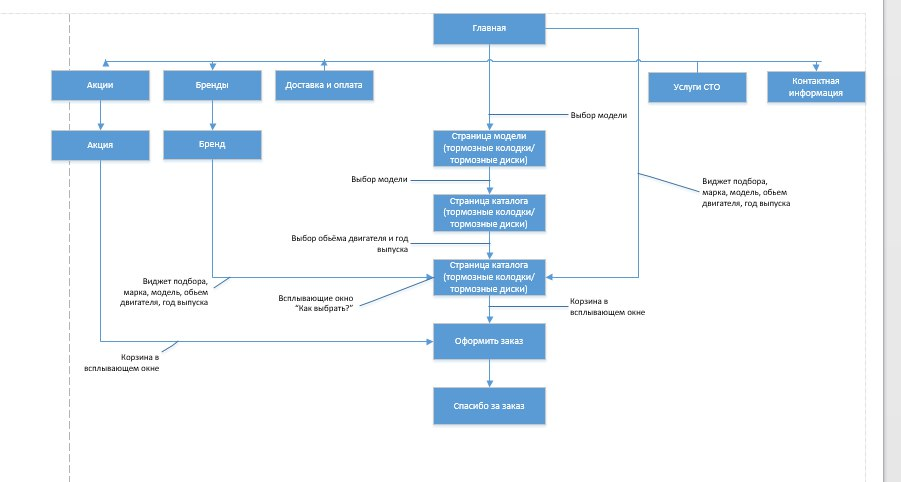 Главная
Акции
Бренды
Доставка и оплата
Услуги СТО
Контактная
информация
Выбор модели
Акция
Бренд
Страница модели
(тормозные колодки/
тормозные диски)
Выбор модели
Виджет подбора,
марка, модель, обьем
двигателя, год выпуска
Страница каталога
(тормозные колодки/
тормозные диски)
Выбор обьёма двигателя и год
выпуска
Страница каталога
(тормозные колодки/
тормозные диски)
Виджет подбора,
марка, модель, обьем
двигателя, год выпуска
Всплывающие окно
"Как выбрать?"
Корзина в
всплывающем окне
Оформить заказ
Корзина в
всплывающем окне
Спасибо за заказ